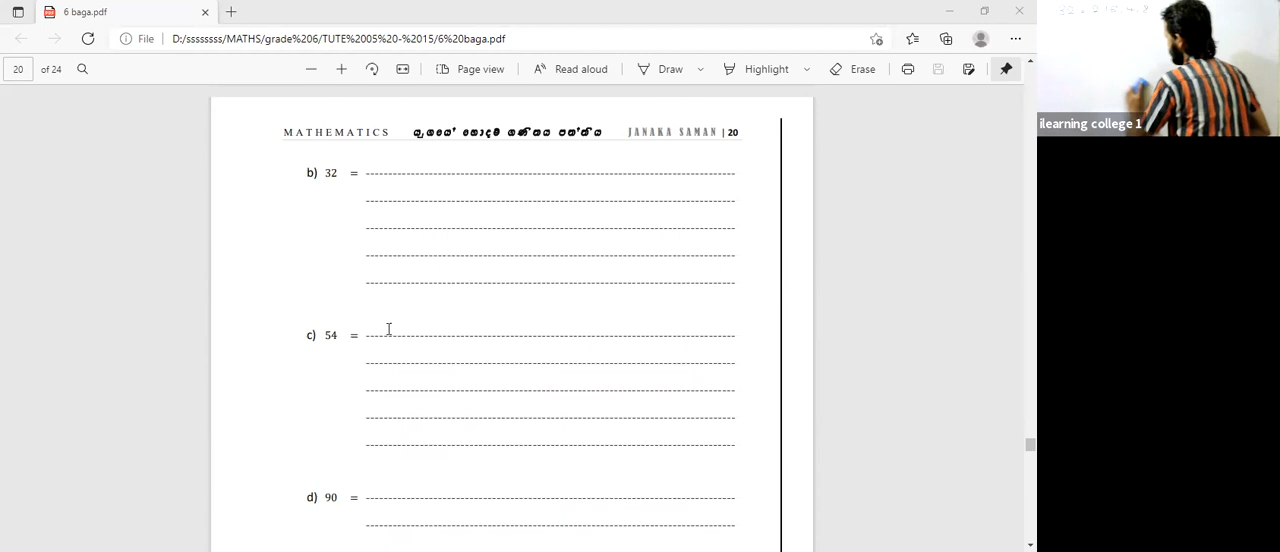 6 baga.pdf
File
D:/ssssssss/MATHS/grade%206/TUTE%2005%20-%2015/6%20baga.pdf
20 of 24
Page view
Read aloud
Draw
Highlight
Erase
ilearning college 1
MATHEMATICS
JANAKA SAMAN | 20
b) 32 =
c) 54 =
d) 90 =